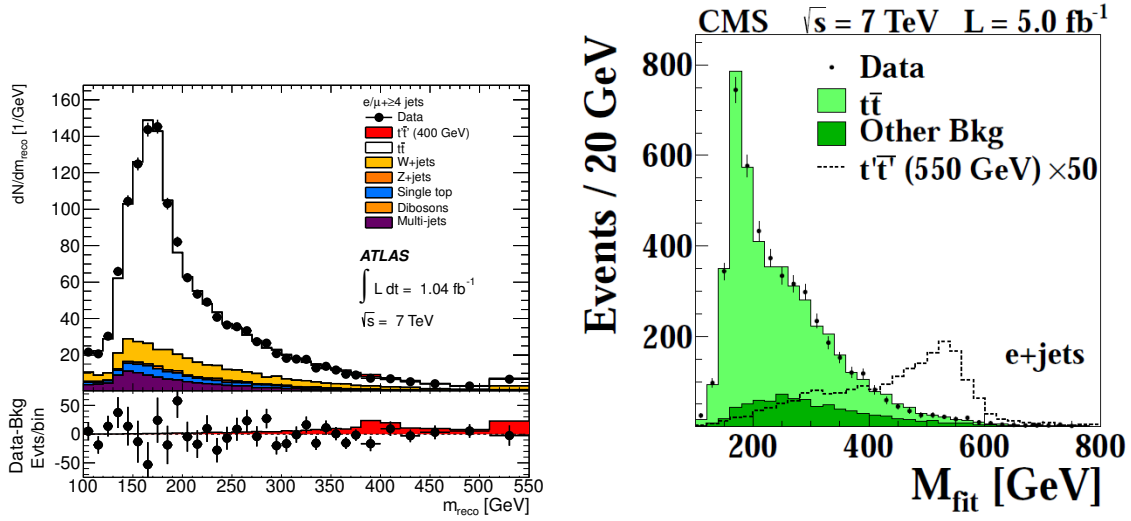 dN/dm_reco [1/GeV]
160
140
120
100
80
60
40
20
e/μ+≥4 jets
Data
t't̄' (400 GeV)
tt̄
W+jets
Z+jets
Single top
Dibosons
Multi-jets
ATLAS
∫ L dt = 1.04 fb⁻¹
√s = 7 TeV
Data-Bkg
Evts/bin
50
0
-50
100 150 200 250 300 350 400 450 500 550
m_reco [GeV]
CMS √s = 7 TeV L = 5.0 fb⁻¹
Events / 20 GeV
800
600
400
200
Data
tt̄
Other Bkg
t't̄' (550 GeV) ×50
e+jets
200 400 600 800
M_fit [GeV]